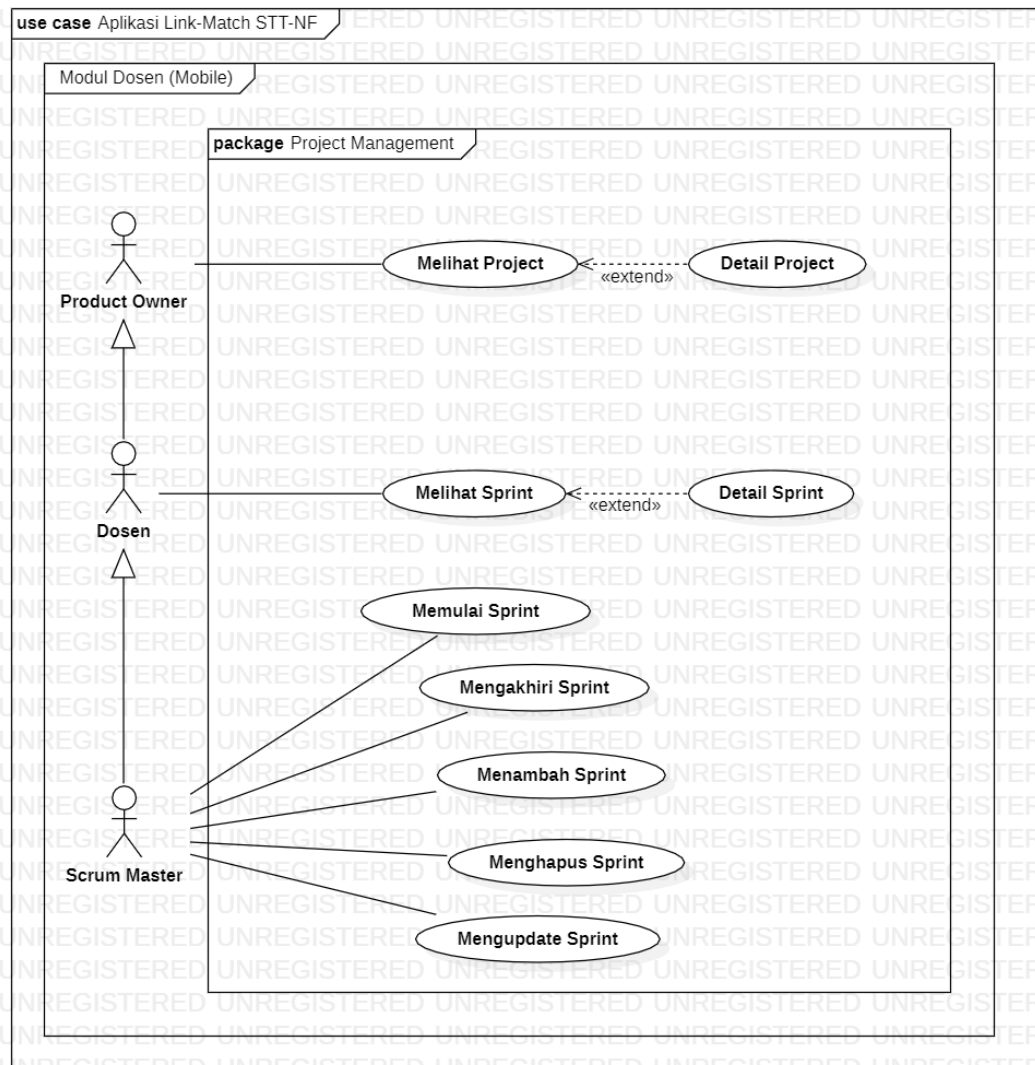 use case Aplikasi Link-Match STT-NF
Modul Dosen (Mobile)
package Project Management
Product Owner
Melihat Project
«extend»
Detail Project
Dosen
Melihat Sprint
«extend»
Detail Sprint
Memulai Sprint
Mengakhiri Sprint
Menambah Sprint
Scrum Master
Menghapus Sprint
Mengupdate Sprint
UNREGISTERED